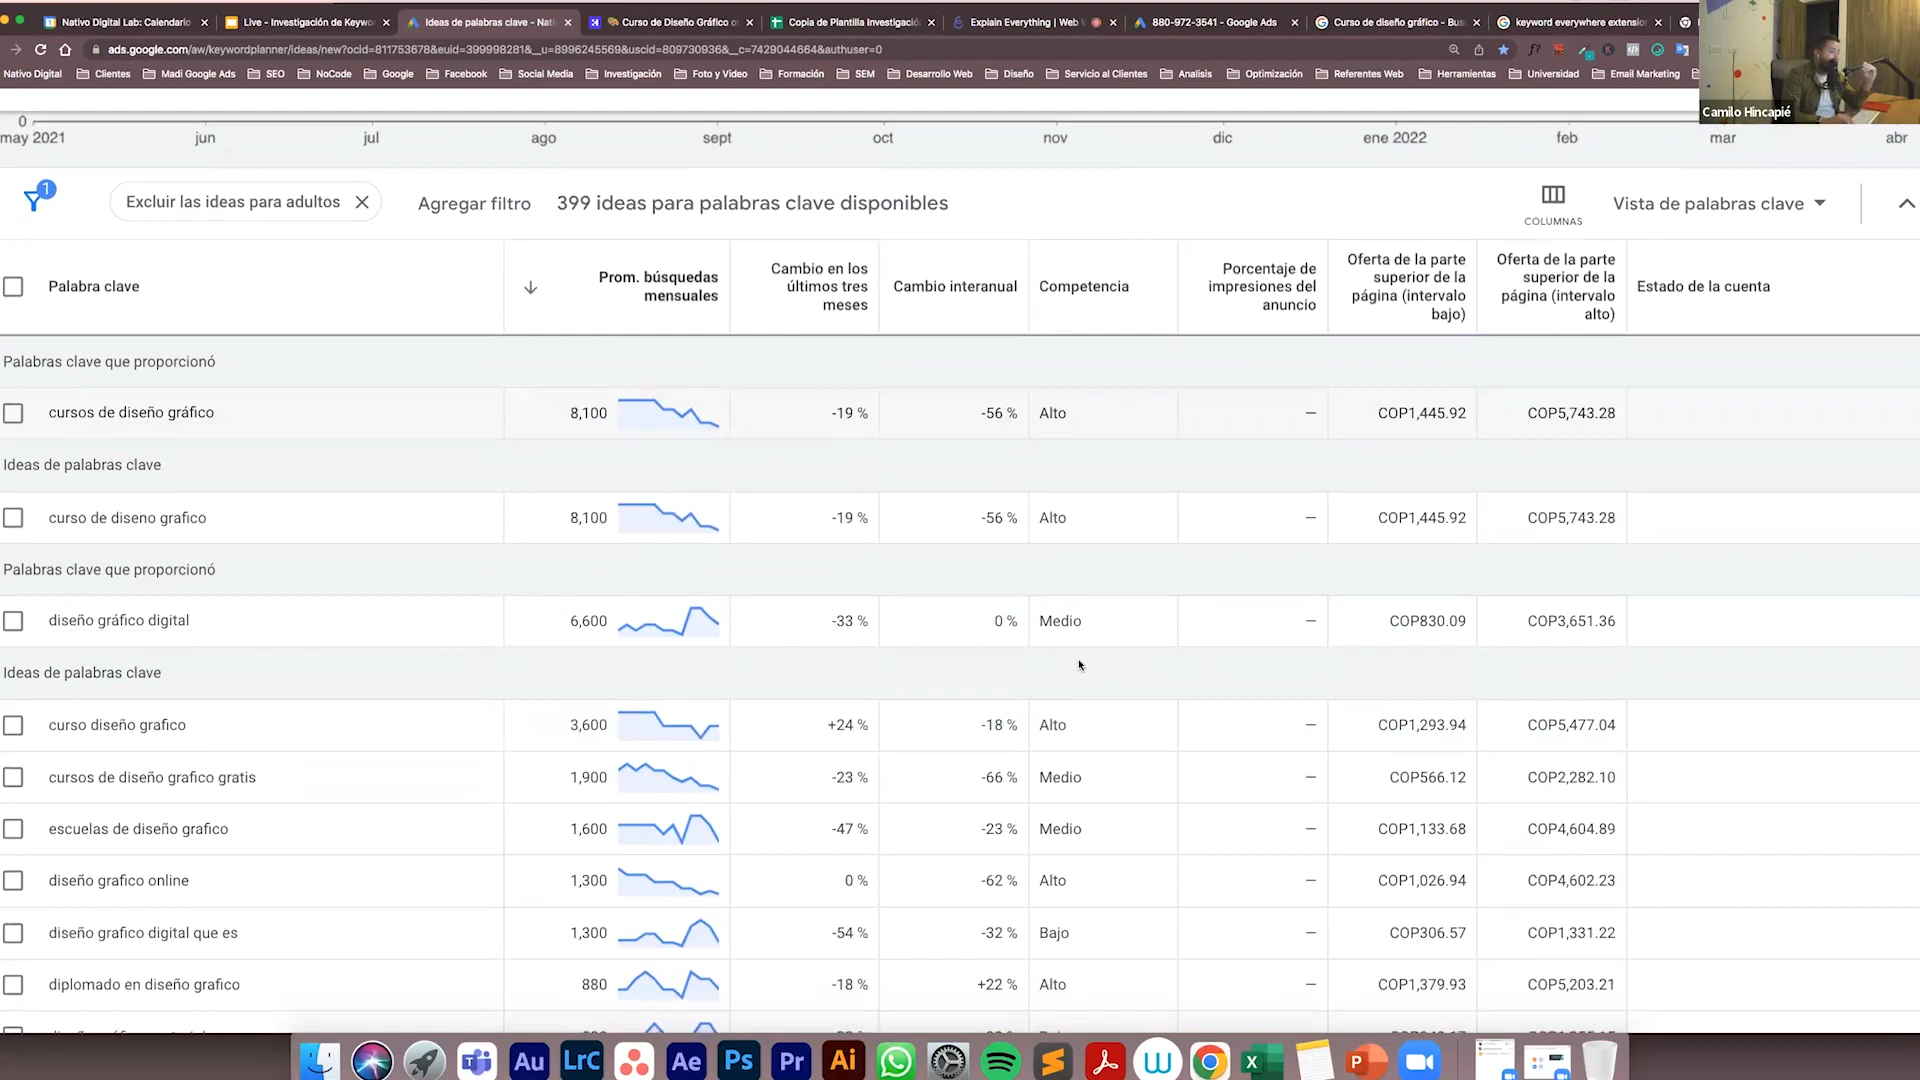 Nativo Digital Lab: Calendario
Live - Investigación de Keyw
Ideas de palabras clave - Nati
Curso de Diseño Gráfico o
Copia de Plantilla Investigació
Explain Everything | Web
880-972-3541 - Google Ads
Curso de diseño gráfico - Bus
keyword everywhere extensio
ads.google.com/aw/keywordplanner/ideas/new?ocid=811753678&euid=399998281&__u=8996245569&uscid=809730936&__c=7429044664&authuser=0
Nativo Digital
Clientes
Madi Google Ads
SEO
NoCode
Google
Facebook
Social Media
Investigación
Foto y Video
Formación
SEM
Desarrollo Web
Diseño
Servicio al Clientes
Analisis
Optimización
Referentes Web
Herramientas
Universidad
Email Marketing
Camilo Hincapié
0
may 2021 jun jul ago sept oct nov dic ene 2022 feb mar abr
1
Excluir las ideas para adultos
Agregar filtro
399 ideas para palabras clave disponibles
COLUMNAS
Vista de palabras clave
Palabra clave
Prom. búsquedas
mensuales
Cambio en los
últimos tres
meses
Cambio interanual
Competencia
Porcentaje de
impresiones del
anuncio
Oferta de la parte
superior de la
página (intervalo
bajo)
Oferta de la parte
superior de la
página (intervalo
alto)
Estado de la cuenta
Palabras clave que proporcionó
cursos de diseño gráfico 8,100 -19 % -56 % Alto – COP1,445.92 COP5,743.28
Ideas de palabras clave
curso de diseno grafico 8,100 -19 % -56 % Alto – COP1,445.92 COP5,743.28
Palabras clave que proporcionó
diseño gráfico digital 6,600 -33 % 0 % Medio – COP830.09 COP3,651.36
Ideas de palabras clave
curso diseño grafico 3,600 +24 % -18 % Alto – COP1,293.94 COP5,477.04
cursos de diseño grafico gratis 1,900 -23 % -66 % Medio – COP566.12 COP2,282.10
escuelas de diseño grafico 1,600 -47 % -23 % Medio – COP1,133.68 COP4,604.89
diseño grafico online 1,300 0 % -62 % Alto – COP1,026.94 COP4,602.23
diseño grafico digital que es 1,300 -54 % -32 % Bajo – COP306.57 COP1,331.22
diplomado en diseño grafico 880 -18 % +22 % Alto – COP1,379.93 COP5,203.21
Au
LrC
Ae
Ps
Pr
Ai